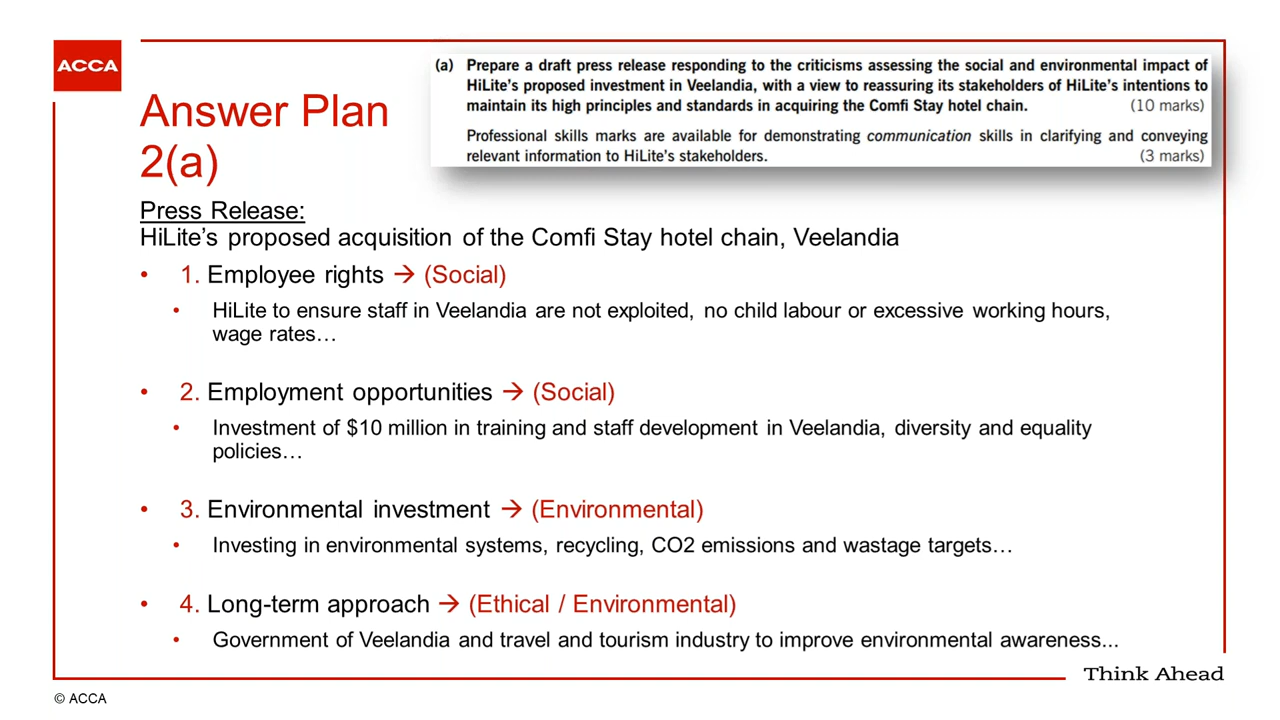 ACCA
(a) Prepare a draft press release responding to the criticisms assessing the social and environmental impact of
HiLite's proposed investment in Veelandia, with a view to reassuring its stakeholders of HiLite's intentions to
maintain its high principles and standards in acquiring the Comfi Stay hotel chain. (10 marks)
Professional skills marks are available for demonstrating communication skills in clarifying and conveying
relevant information to HiLite's stakeholders. (3 marks)
Answer Plan
2(a)
Press Release:
HiLite's proposed acquisition of the Comfi Stay hotel chain, Veelandia
• 1. Employee rights → (Social)
• HiLite to ensure staff in Veelandia are not exploited, no child labour or excessive working hours,
wage rates…
• 2. Employment opportunities → (Social)
• Investment of $10 million in training and staff development in Veelandia, diversity and equality
policies…
• 3. Environmental investment → (Environmental)
• Investing in environmental systems, recycling, CO2 emissions and wastage targets…
• 4. Long-term approach → (Ethical / Environmental)
• Government of Veelandia and travel and tourism industry to improve environmental awareness...
Think Ahead
© ACCA